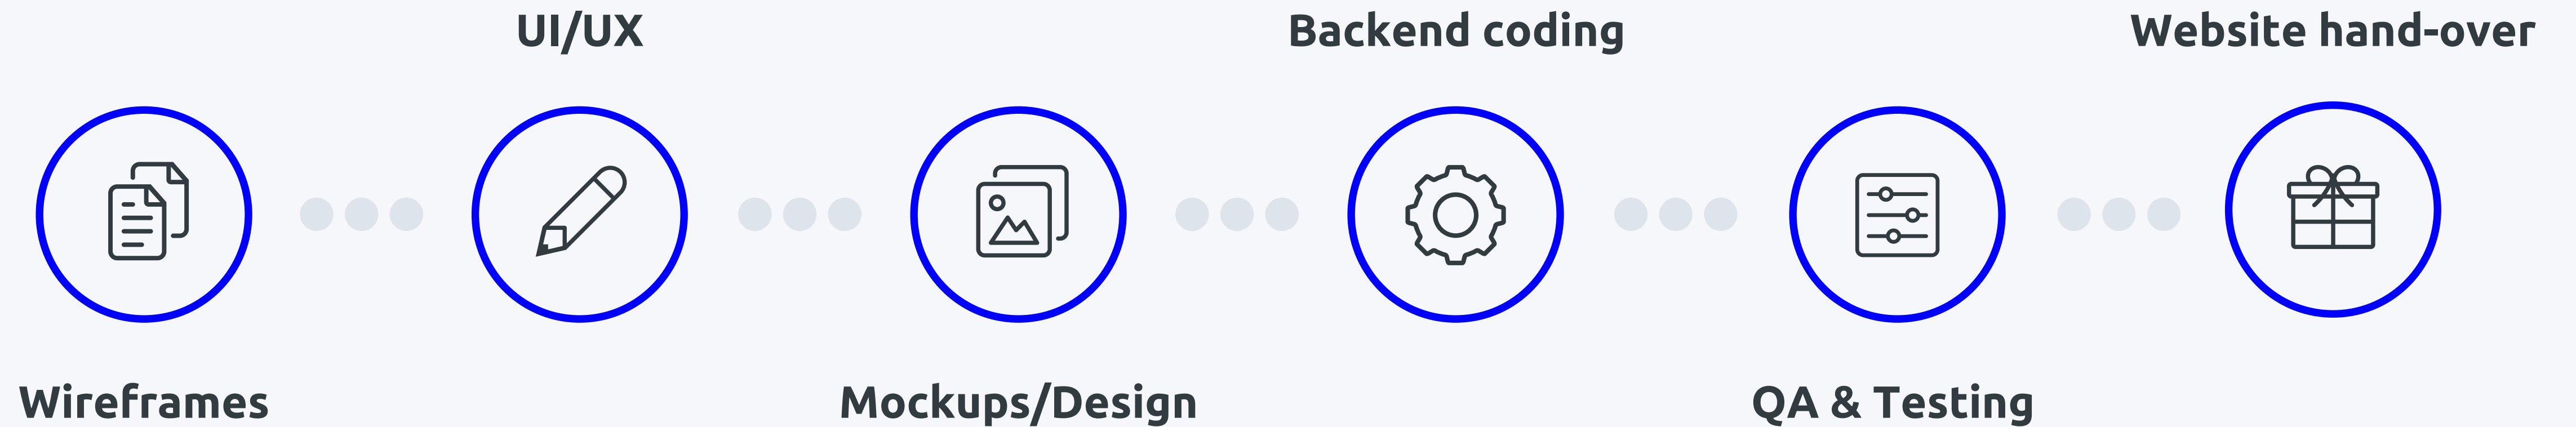 UI/UX
Backend coding
Website hand-over
Wireframes
Mockups/Design
QA & Testing